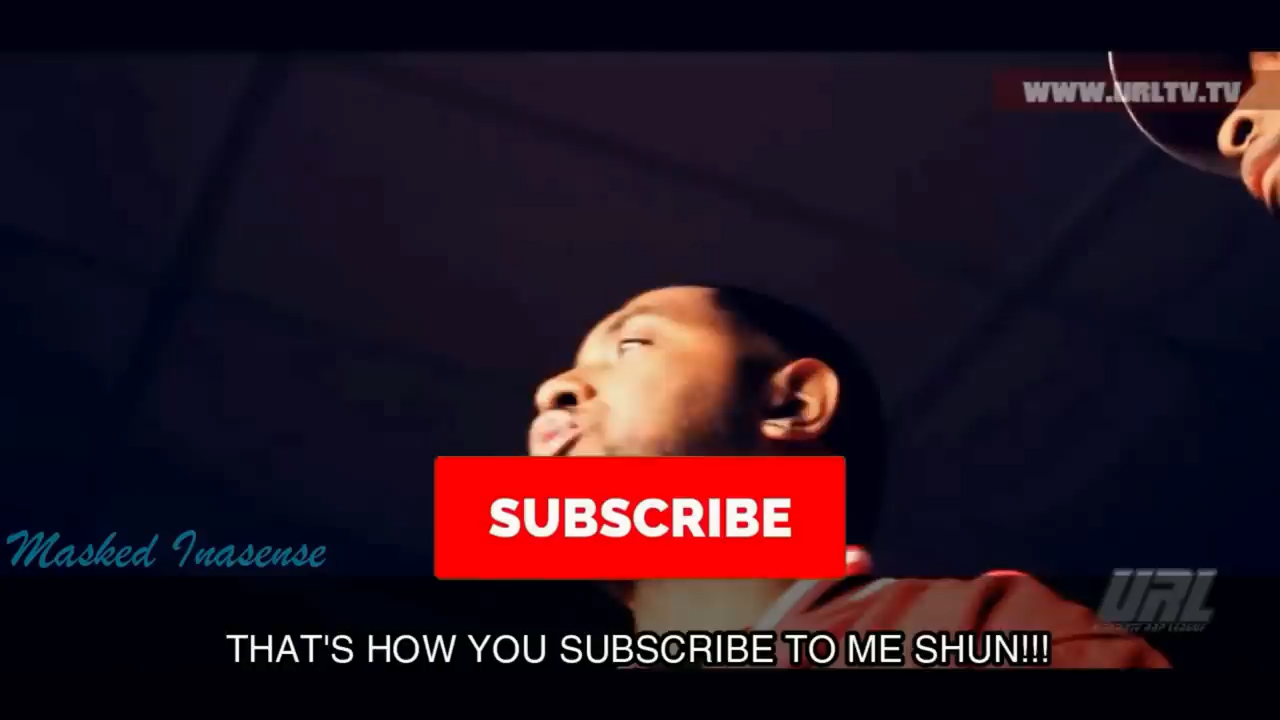 WWW.URLTV.TV
SUBSCRIBE
Masked Inasense
URL
THAT'S HOW YOU SUBSCRIBE TO ME SHUN!!!